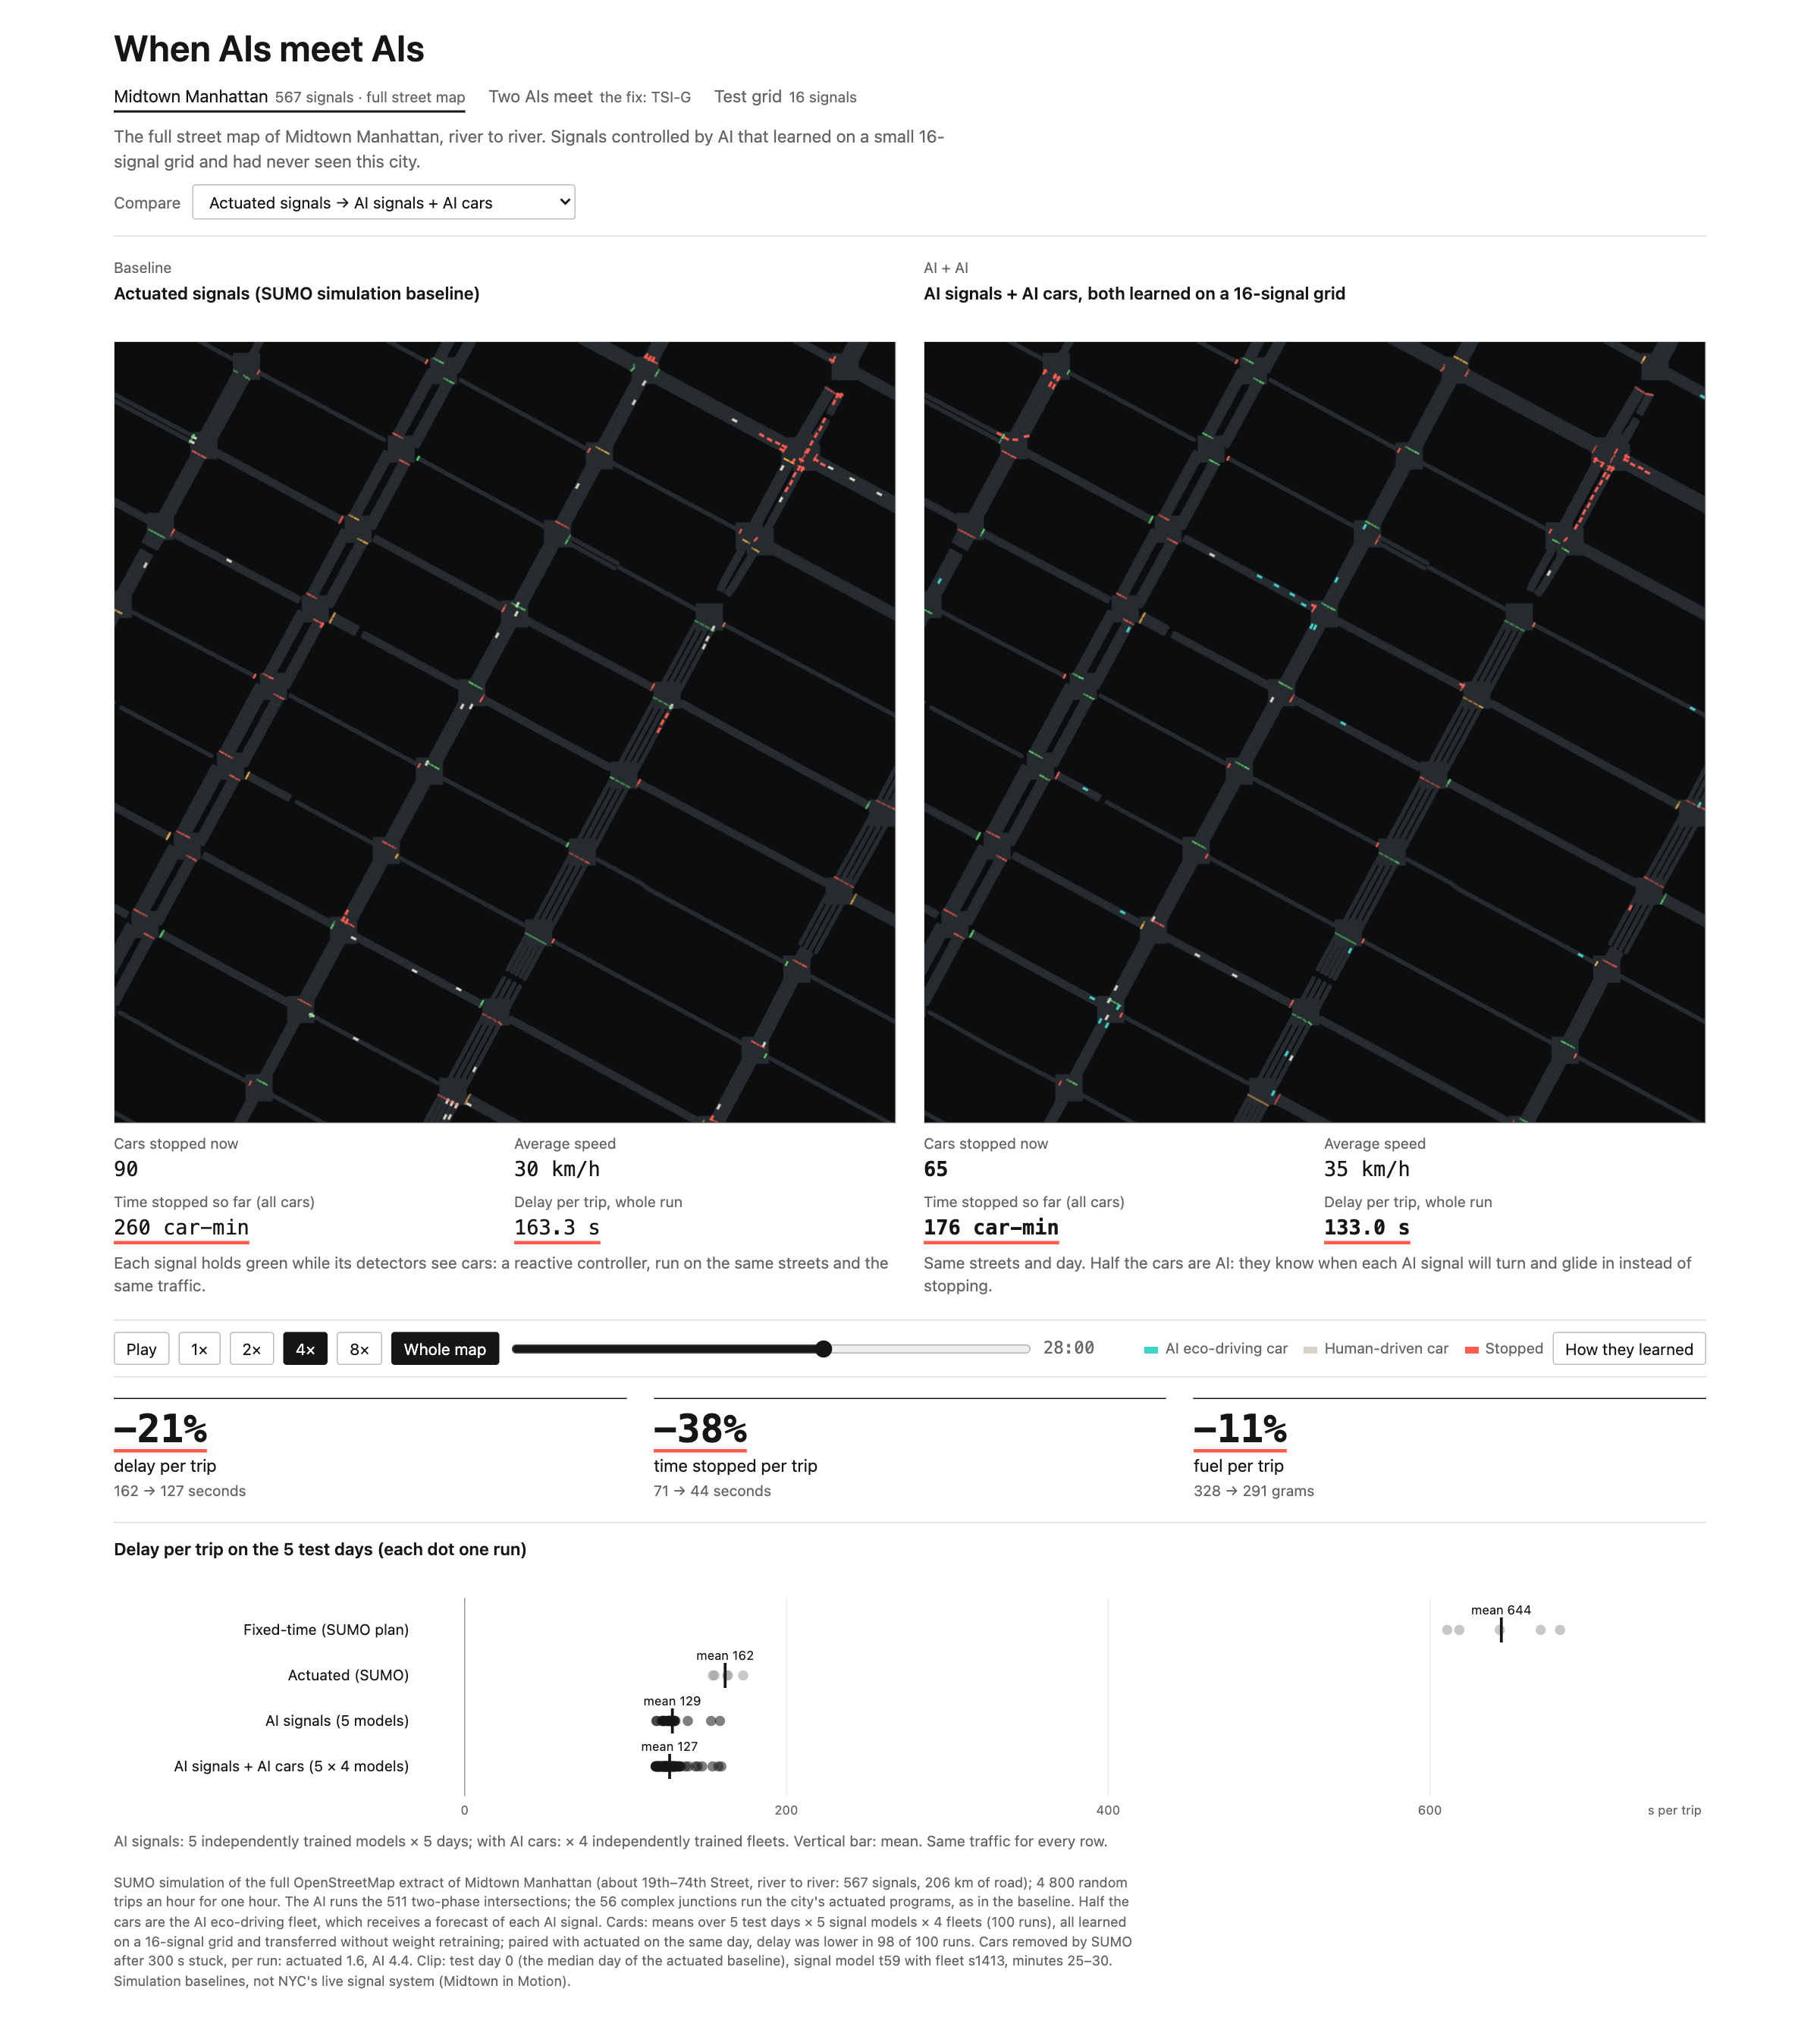 When AIs meet AIs
Midtown Manhattan 567 signals · full street map Two AIs meet the fix: TSI-G Test grid 16 signals
The full street map of Midtown Manhattan, river to river. Signals controlled by AI that learned on a small 16-
signal grid and had never seen this city.
Compare Actuated signals → AI signals + AI cars
Baseline
Actuated signals (SUMO simulation baseline)
AI + AI
AI signals + AI cars, both learned on a 16-signal grid
Cars stopped now
90
Average speed
30 km/h
Time stopped so far (all cars)
260 car–min
Delay per trip, whole run
163.3 s
Each signal holds green while its detectors see cars: a reactive controller, run on the same streets and the
same traffic.
Cars stopped now
65
Average speed
35 km/h
Time stopped so far (all cars)
176 car–min
Delay per trip, whole run
133.0 s
Same streets and day. Half the cars are AI: they know when each AI signal will turn and glide in instead of
stopping.
Play 1× 2× 4× 8× Whole map 28:00 AI eco-driving car Human-driven car Stopped How they learned
−21%
delay per trip
162 → 127 seconds
−38%
time stopped per trip
71 → 44 seconds
−11%
fuel per trip
328 → 291 grams
Delay per trip on the 5 test days (each dot one run)
mean 644
Fixed-time (SUMO plan)
mean 162
Actuated (SUMO)
mean 129
AI signals (5 models)
mean 127
AI signals + AI cars (5 × 4 models)
0 200 400 600 s per trip
AI signals: 5 independently trained models × 5 days; with AI cars: × 4 independently trained fleets. Vertical bar: mean. Same traffic for every row.
SUMO simulation of the full OpenStreetMap extract of Midtown Manhattan (about 19th–74th Street, river to river: 567 signals, 206 km of road); 4 800 random
trips an hour for one hour. The AI runs the 511 two-phase intersections; the 56 complex junctions run the city's actuated programs, as in the baseline. Half the
cars are the AI eco-driving fleet, which receives a forecast of each AI signal. Cards: means over 5 test days × 5 signal models × 4 fleets (100 runs), all learned
on a 16-signal grid and transferred without weight retraining; paired with actuated on the same day, delay was lower in 98 of 100 runs. Cars removed by SUMO
after 300 s stuck, per run: actuated 1.6, AI 4.4. Clip: test day 0 (the median day of the actuated baseline), signal model t59 with fleet s1413, minutes 25–30.
Simulation baselines, not NYC's live signal system (Midtown in Motion).